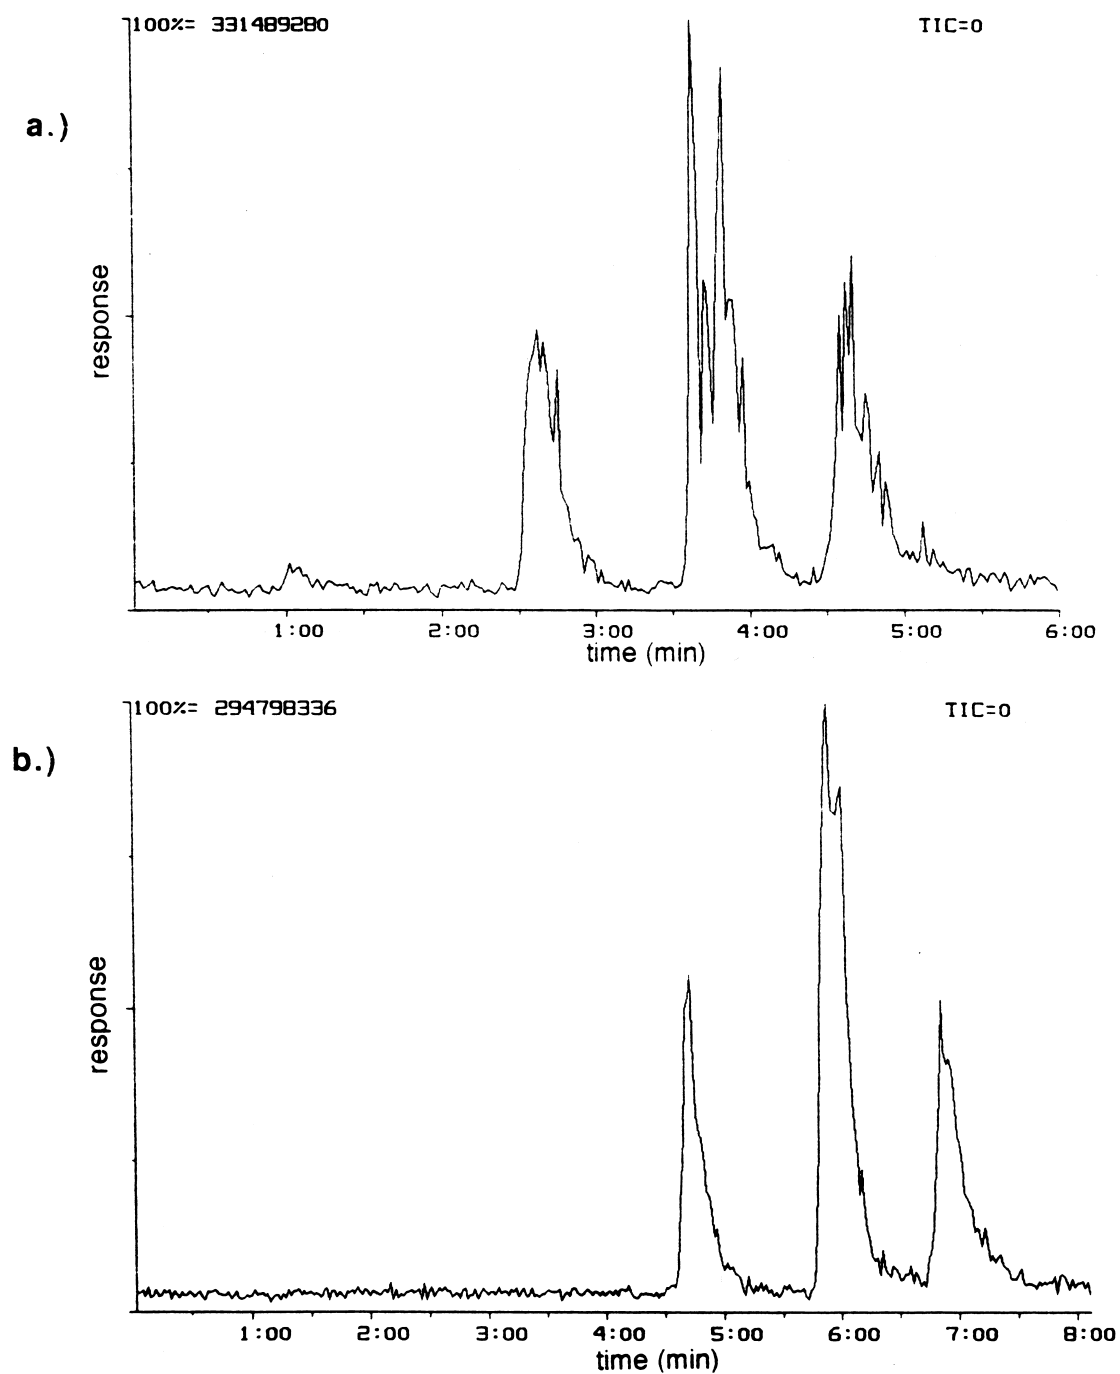 100%= 331489280 TIC=0
a.)
response
1:00 2:00 3:00 4:00 5:00 6:00
time (min)
100%= 294798336 TIC=0
b.)
response
1:00 2:00 3:00 4:00 5:00 6:00 7:00 8:00
time (min)